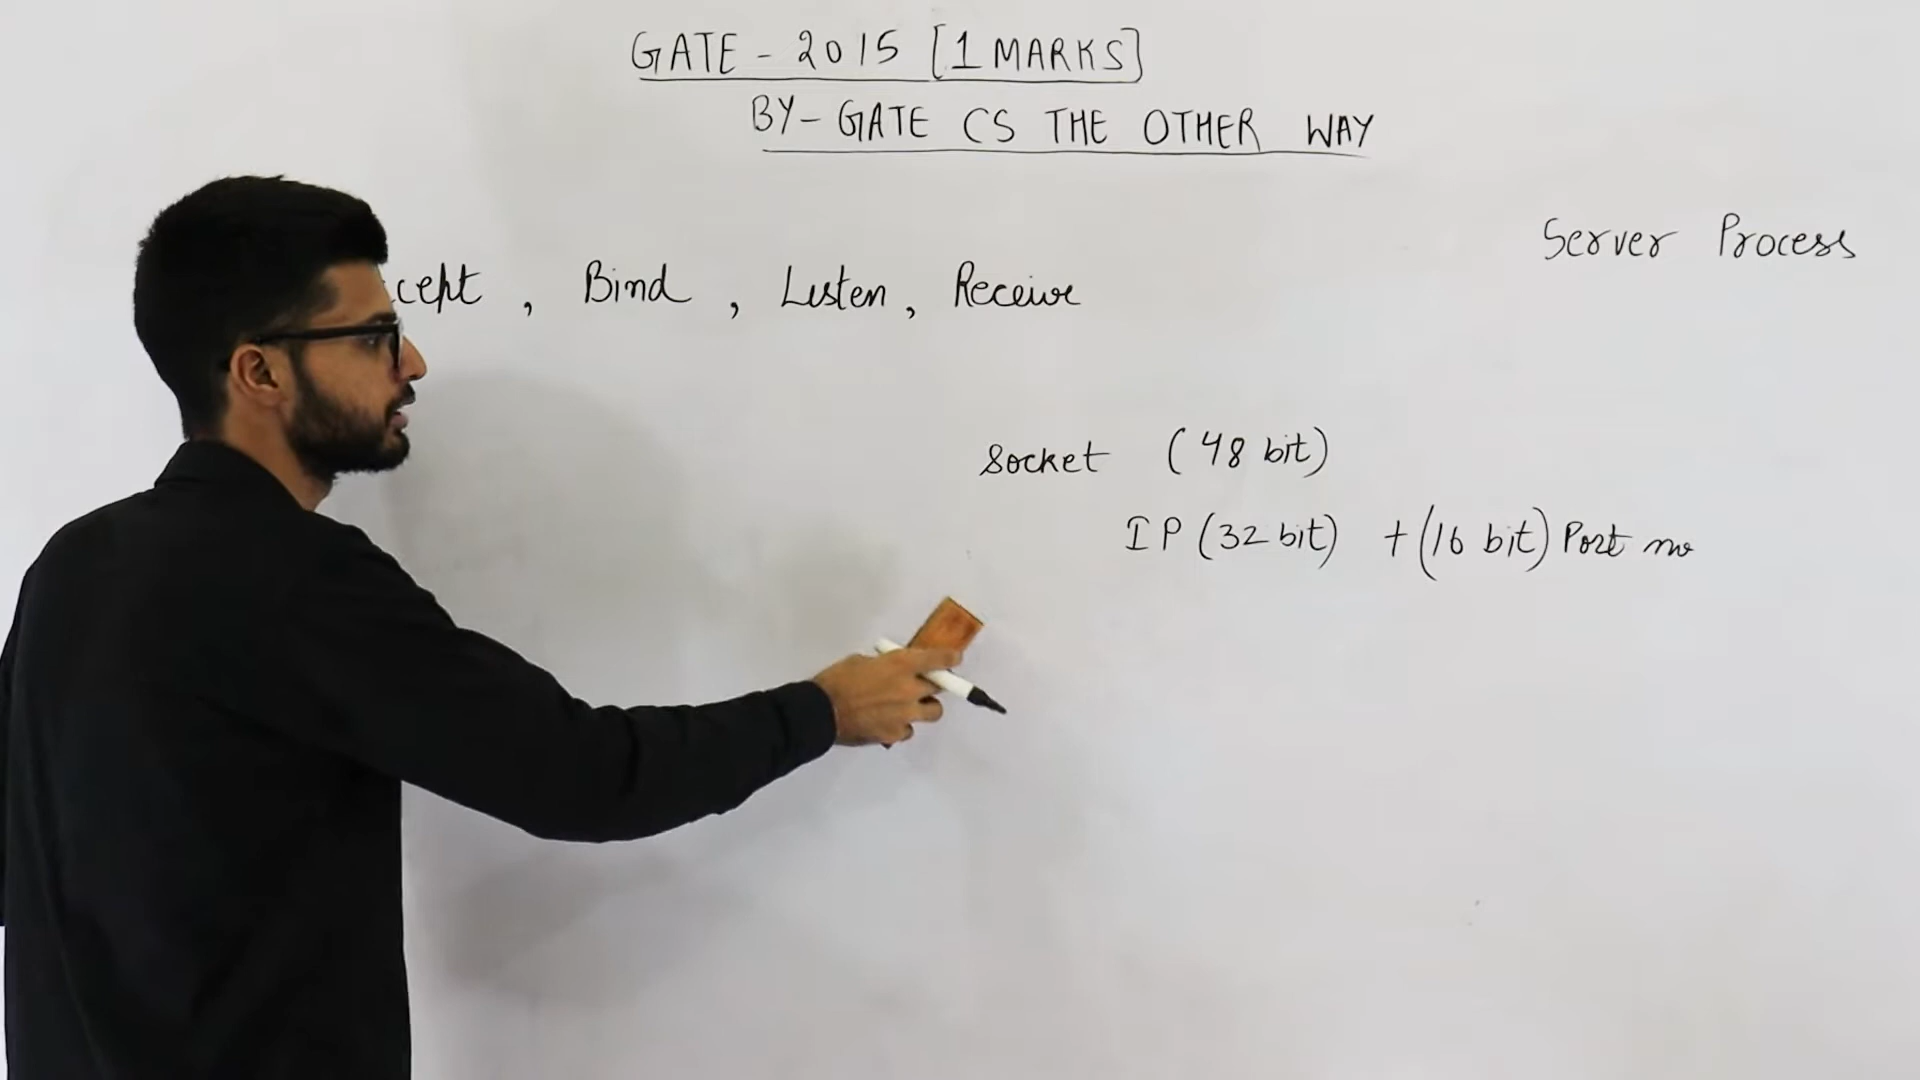 GATE - 2015 [1 MARKS]
BY - GATE CS THE OTHER WAY
Server Process
cept , Bind , Listen , Receive
Socket (48 bit)
IP (32 bit) + (16 bit) Port no